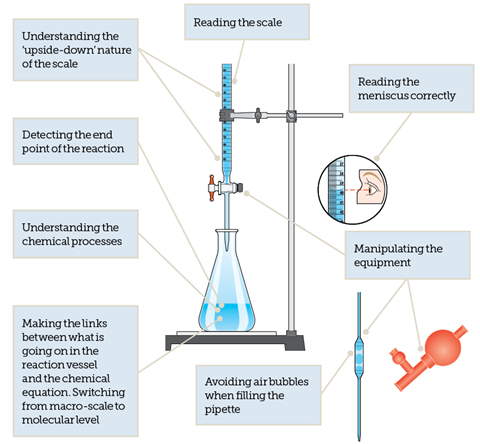 Understanding the
'upside-down' nature
of the scale
Reading the scale
Reading the
meniscus correctly
Detecting the end
point of the reaction
Understanding the
chemical processes
Manipulating the
equipment
Making the links
between what is
going on in the
reaction vessel
and the chemical
equation. Switching
from macro-scale to
molecular level
Avoiding air bubbles
when filling the
pipette